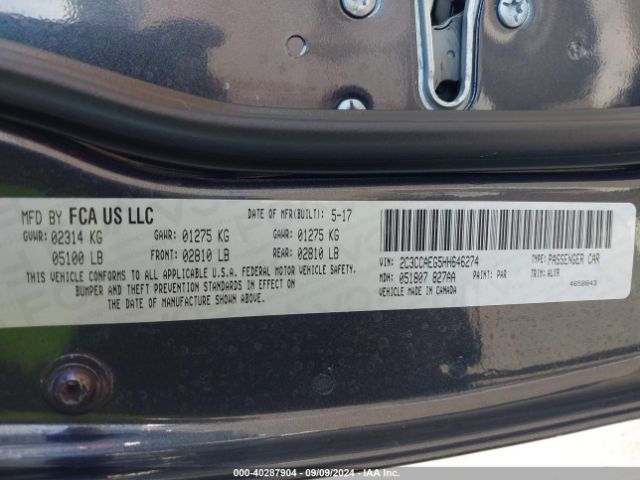 MFD BY FCA US LLC
DATE OF MFR(BUILT): 5-17
GVWR: 02314 KG GAWR: 01275 KG GAWR: 01275 KG
05100 LB FRONT: 02810 LB REAR: 02810 LB
THIS VEHICLE CONFORMS TO ALL APPLICABLE U.S.A. FEDERAL MOTOR VEHICLE SAFETY,
BUMPER AND THEFT PREVENTION STANDARDS IN EFFECT ON
THE DATE OF MANUFACTURE SHOWN ABOVE.
VIN: 2C3CCAEG5HH646274 TYPE: PASSENGER CAR
MDH: 051807 827AA PAINT: PAR TRIM: ALX9
VEHICLE MADE IN CANADA 4650043
000-40287904 - 09/09/2024 - IAA Inc.